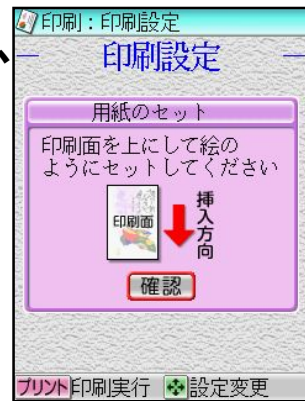 印刷：印刷設定
印刷設定
用紙のセット
印刷面を上にして絵の
ようにセットしてください
印刷面
挿入方向
確認
プリント印刷実行 設定変更